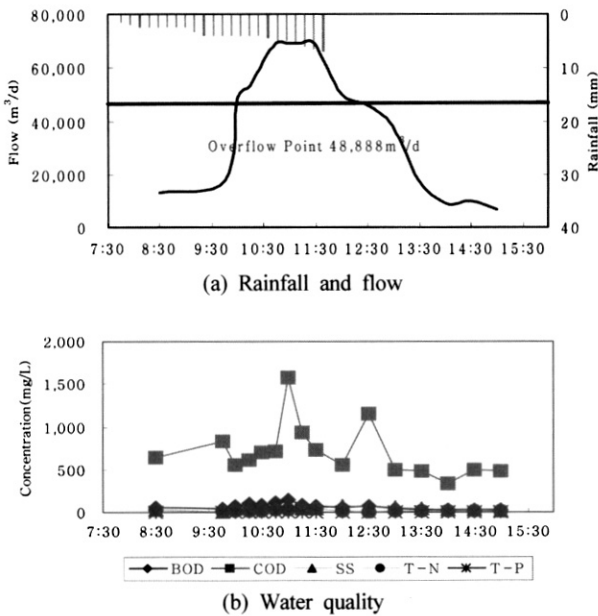 80,000
60,000
40,000
20,000
0
Flow (m³/d)
0
10
20
30
40
Rainfall (mm)
Overflow Point 48,888m³/d
7:30 8:30 9:30 10:30 11:30 12:30 13:30 14:30 15:30
(a) Rainfall and flow
2.000
1,500
1,000
500
0
Concentration(mg/L)
7:30 8:30 9:30 10:30 11:30 12:30 13:30 14:30 15:30
BOD COD SS T-N T-P
(b) Water quality